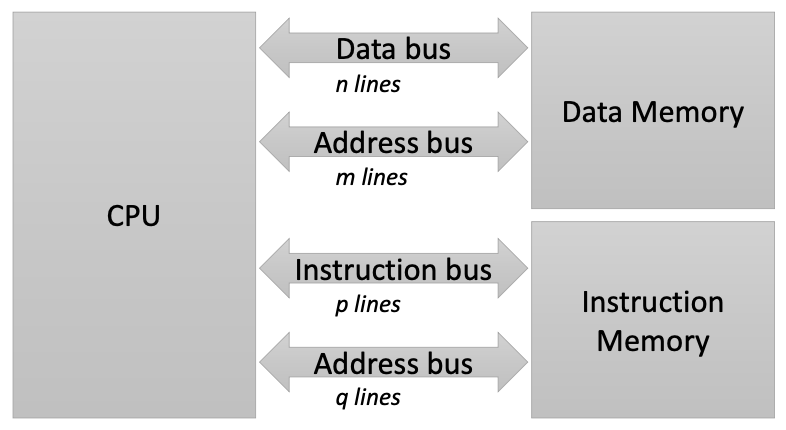 CPU
Data bus
n lines
Address bus
m lines
Instruction bus
p lines
Address bus
q lines
Data Memory
Instruction
Memory